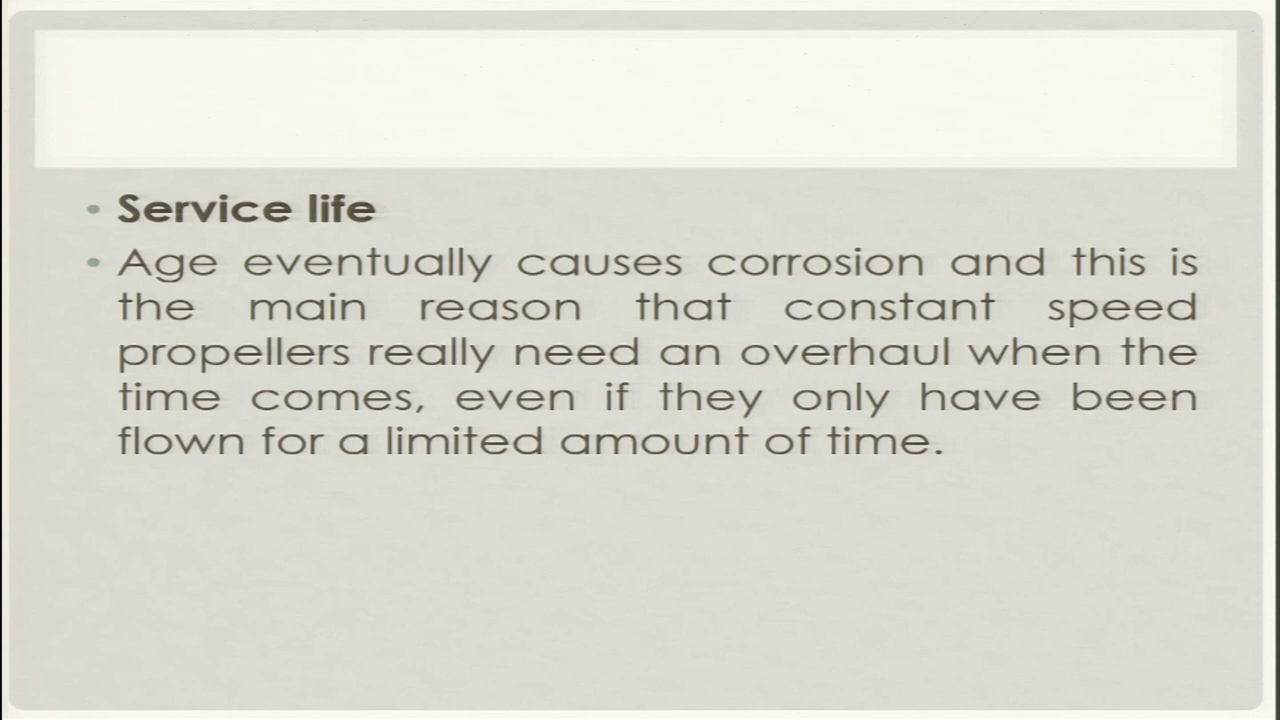 Service life
Age eventually causes corrosion and this is
the main reason that constant speed
propellers really need an overhaul when the
time comes, even if they only have been
flown for a limited amount of time.